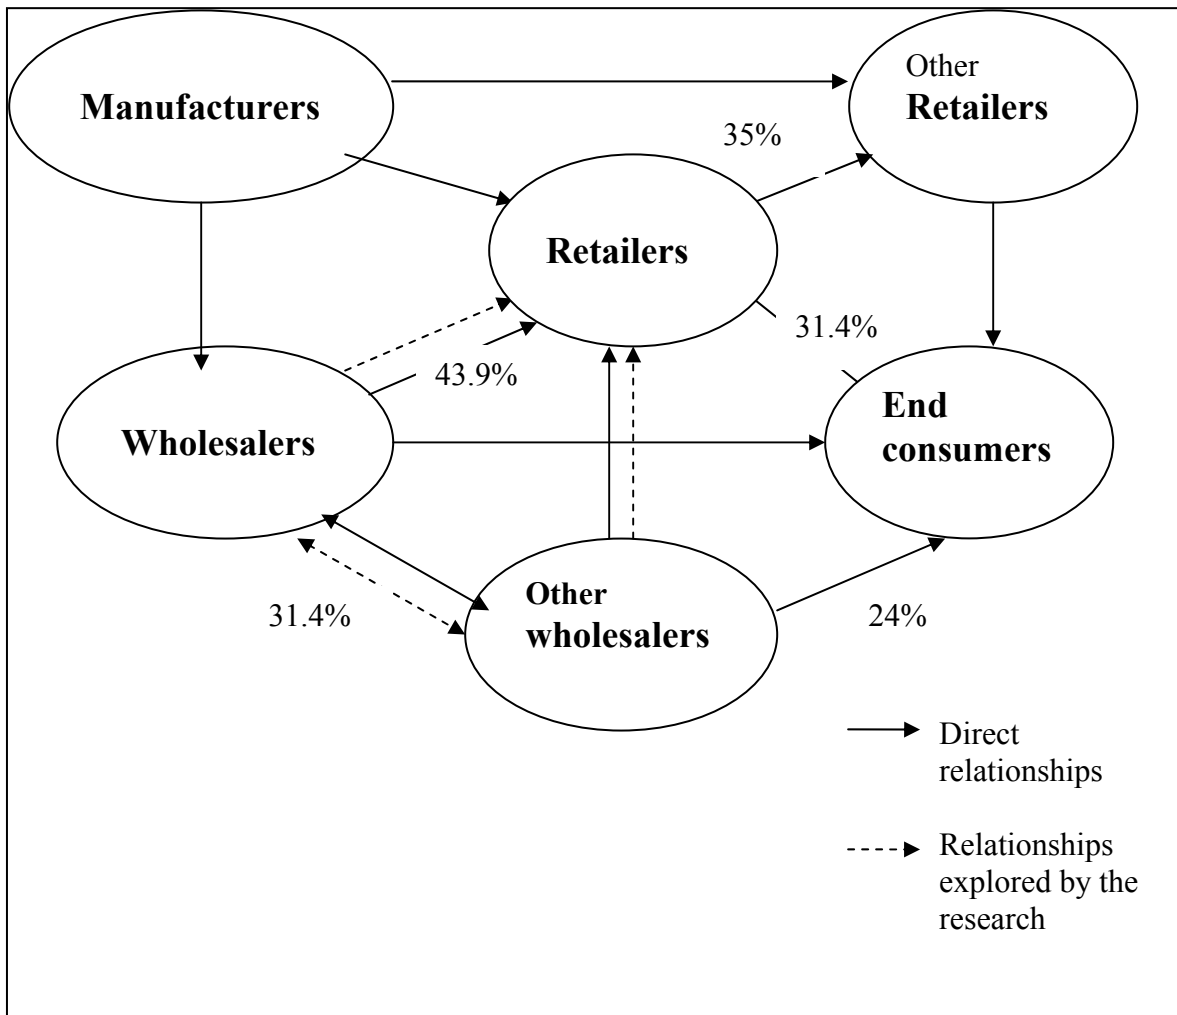 Manufacturers
Other
Retailers
35%
Retailers
31.4%
43.9%
End
consumers
Wholesalers
Other
wholesalers
31.4%
24%
Direct
relationships
Relationships
explored by the
research